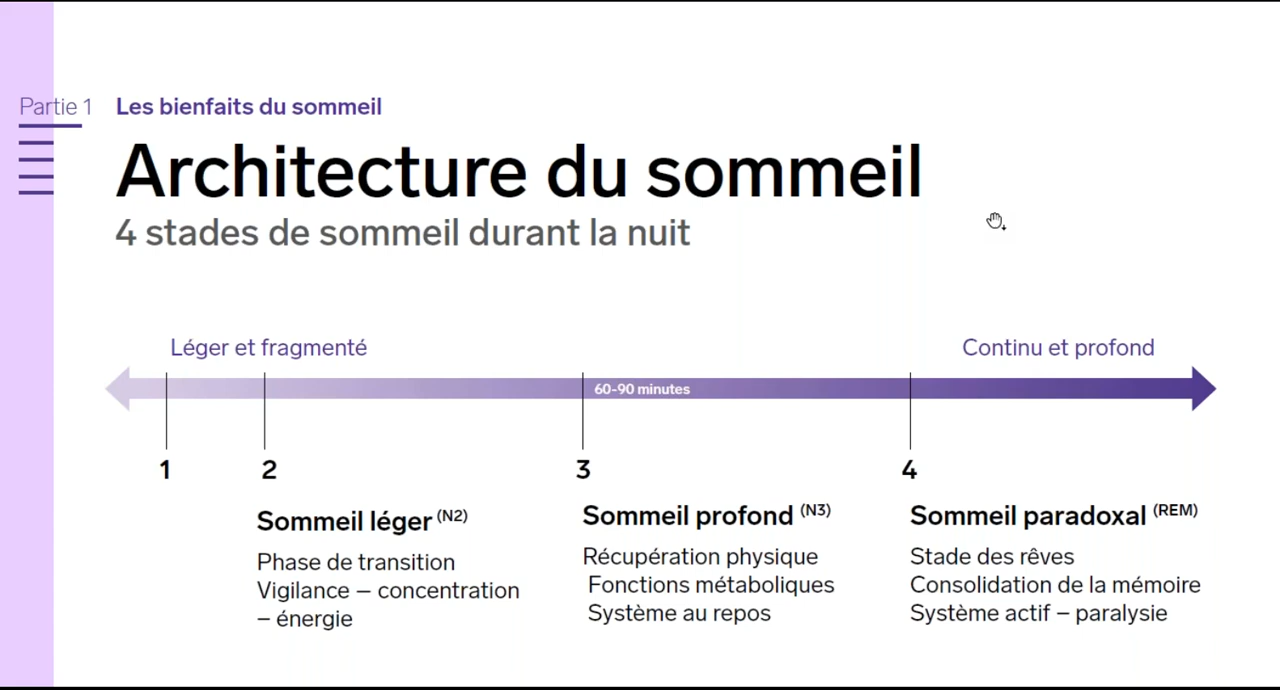 Partie 1 Les bienfaits du sommeil
Architecture du sommeil
4 stades de sommeil durant la nuit
Léger et fragmenté
Continu et profond
60-90 minutes
1
2
3
4
Sommeil léger (N2)
Phase de transition
Vigilance – concentration
– énergie
Sommeil profond (N3)
Récupération physique
Fonctions métaboliques
Système au repos
Sommeil paradoxal (REM)
Stade des rêves
Consolidation de la mémoire
Système actif – paralysie